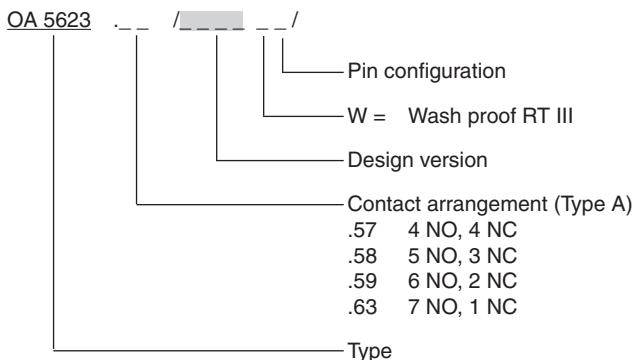 OA 5623 ._ _ /_ _ _ _ _ _ /
Pin configuration
W = Wash proof RT III
Design version
Contact arrangement (Type A)
.57 4 NO, 4 NC
.58 5 NO, 3 NC
.59 6 NO, 2 NC
.63 7 NO, 1 NC
Type